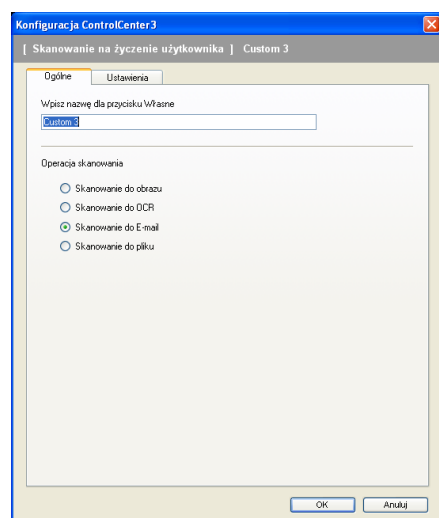 Konfiguracja ControlCenter3
[ Skanowanie na życzenie użytkownika ] Custom 3
Ogólne Ustawienia
Wpisz nazwę dla przycisku Własne
Custom 3
Operacja skanowania
Skanowanie do obrazu
Skanowanie do OCR
Skanowanie do E-mail
Skanowanie do pliku
OK Anuluj